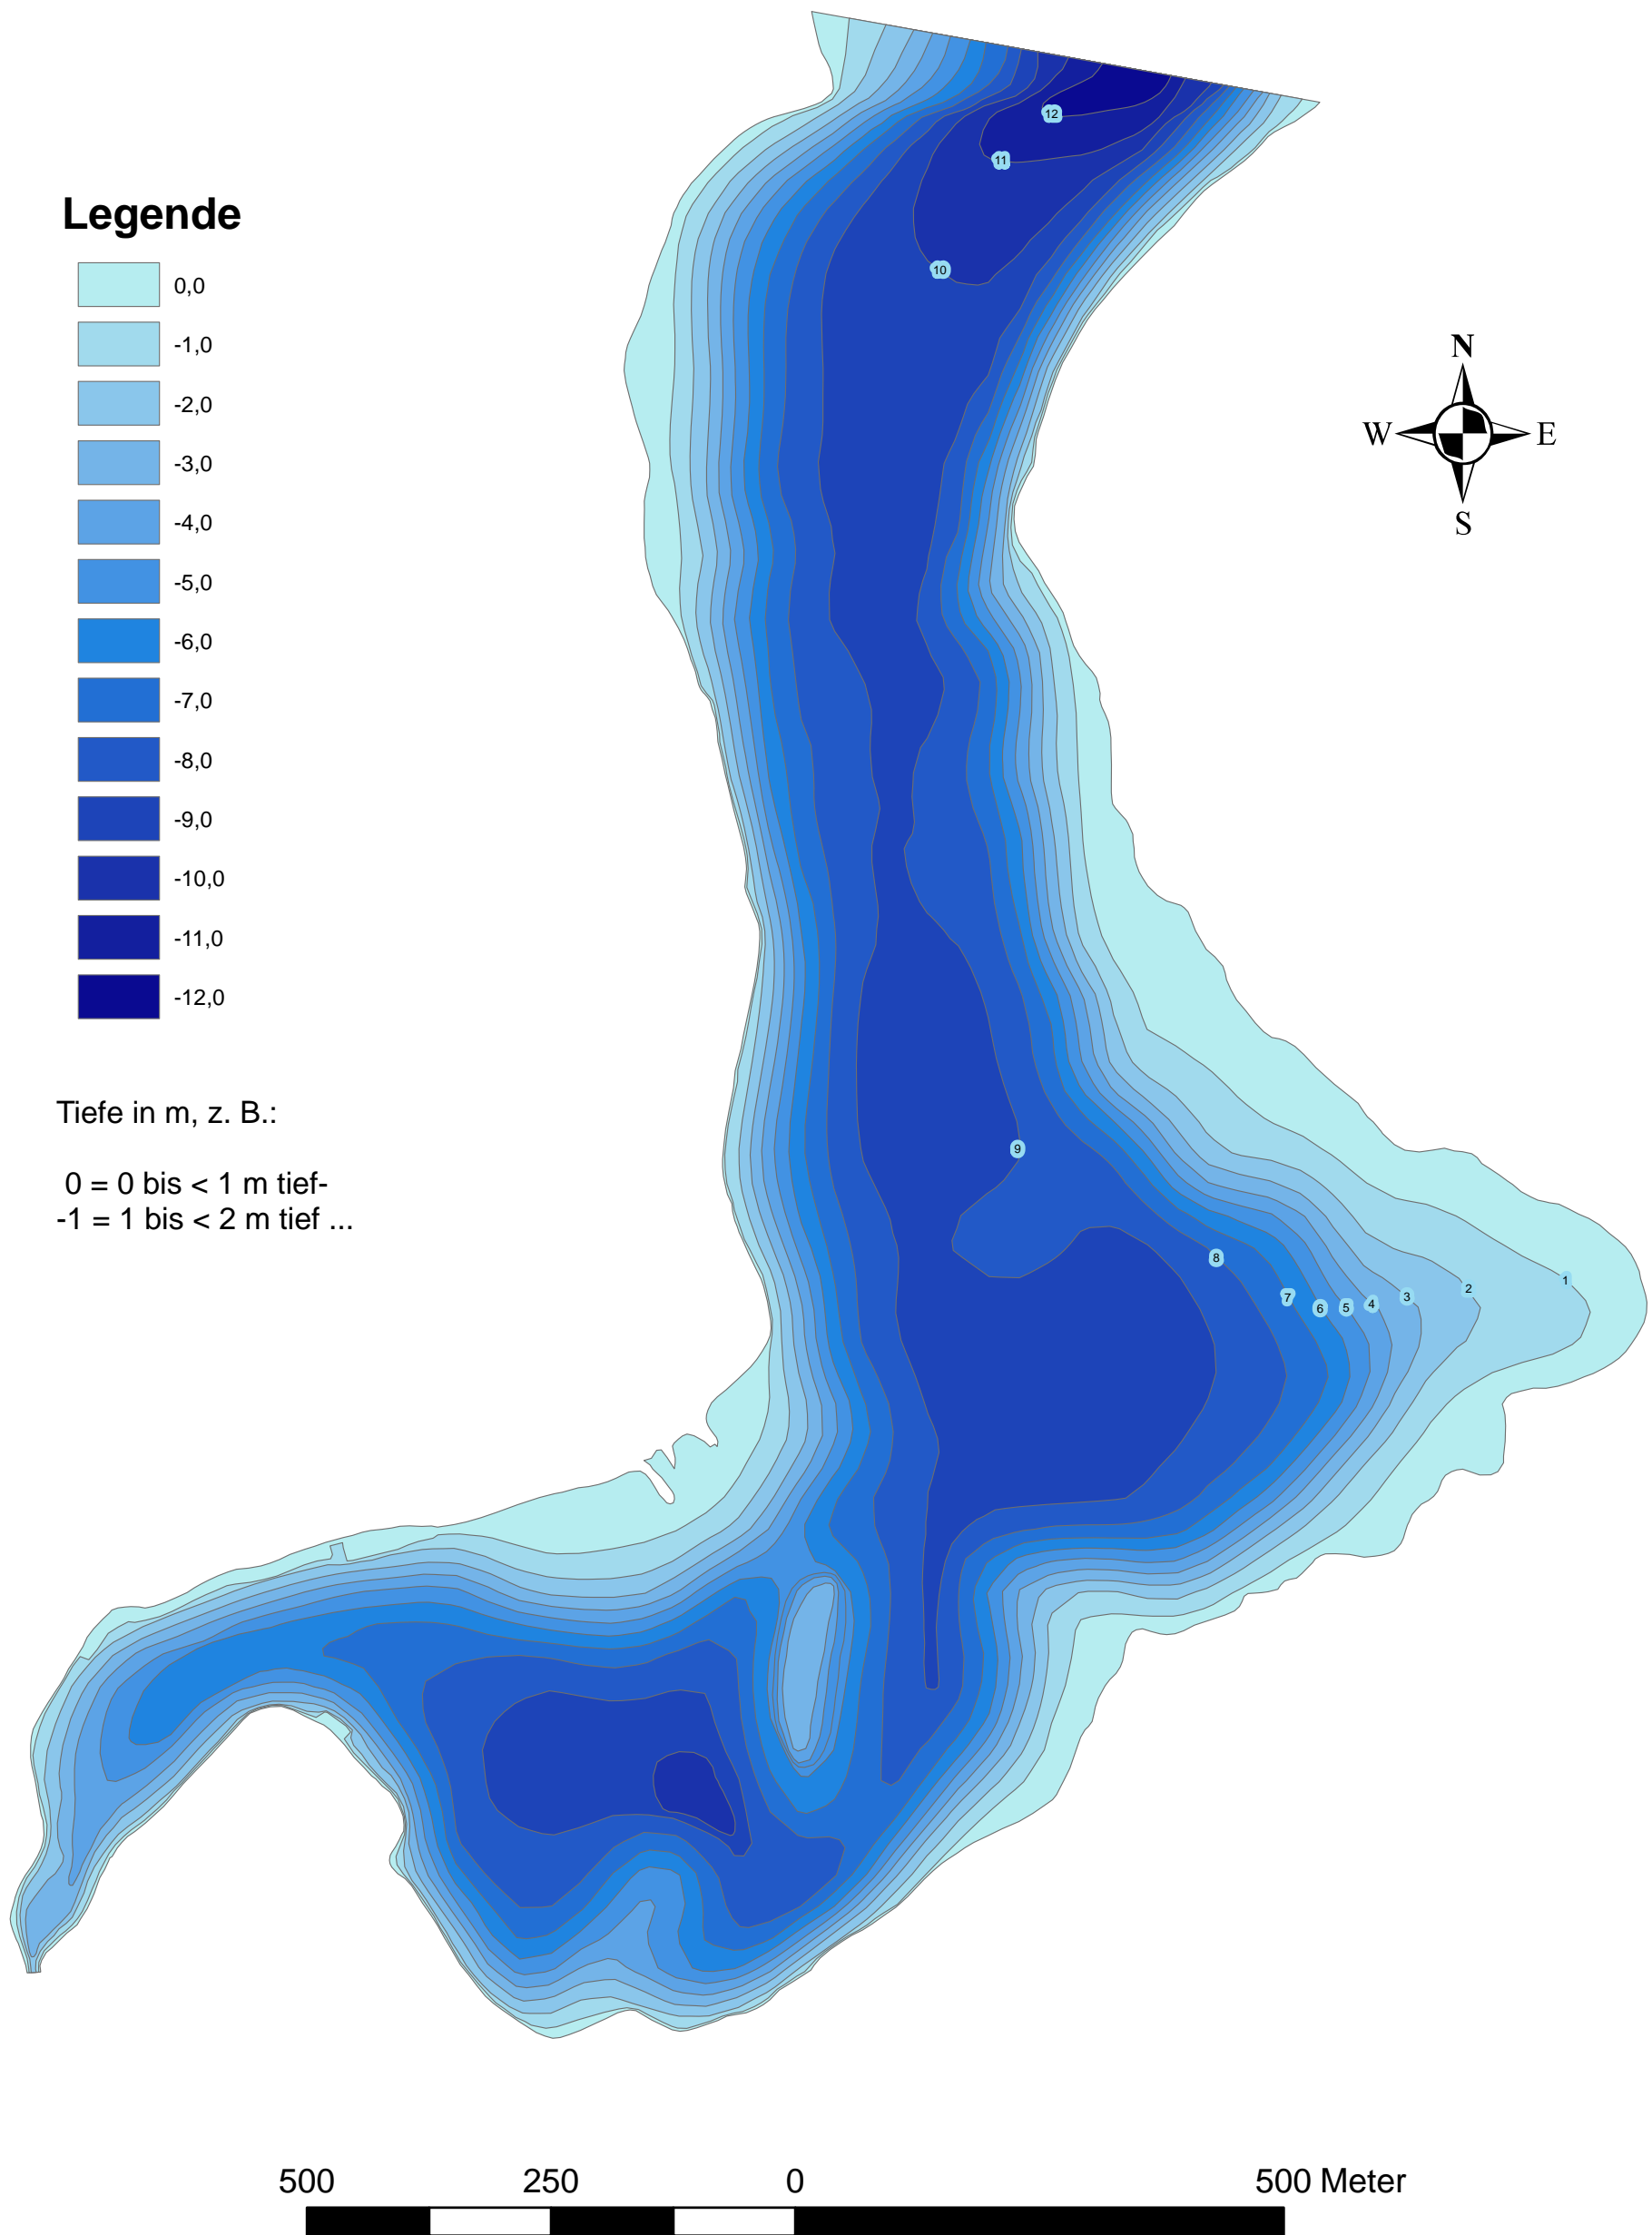 12
11
Legende
10
0,0
-1,0
N
-2,0
W E
-3,0
S
-4,0
-5,0
-6,0
-7,0
-8,0
-9,0
-10,0
-11,0
-12,0
Tiefe in m, z. B.:
9
0 = 0 bis < 1 m tief-
-1 = 1 bis < 2 m tief ...
8
7 6 5 4 3 2 1
500 250 0 500 Meter